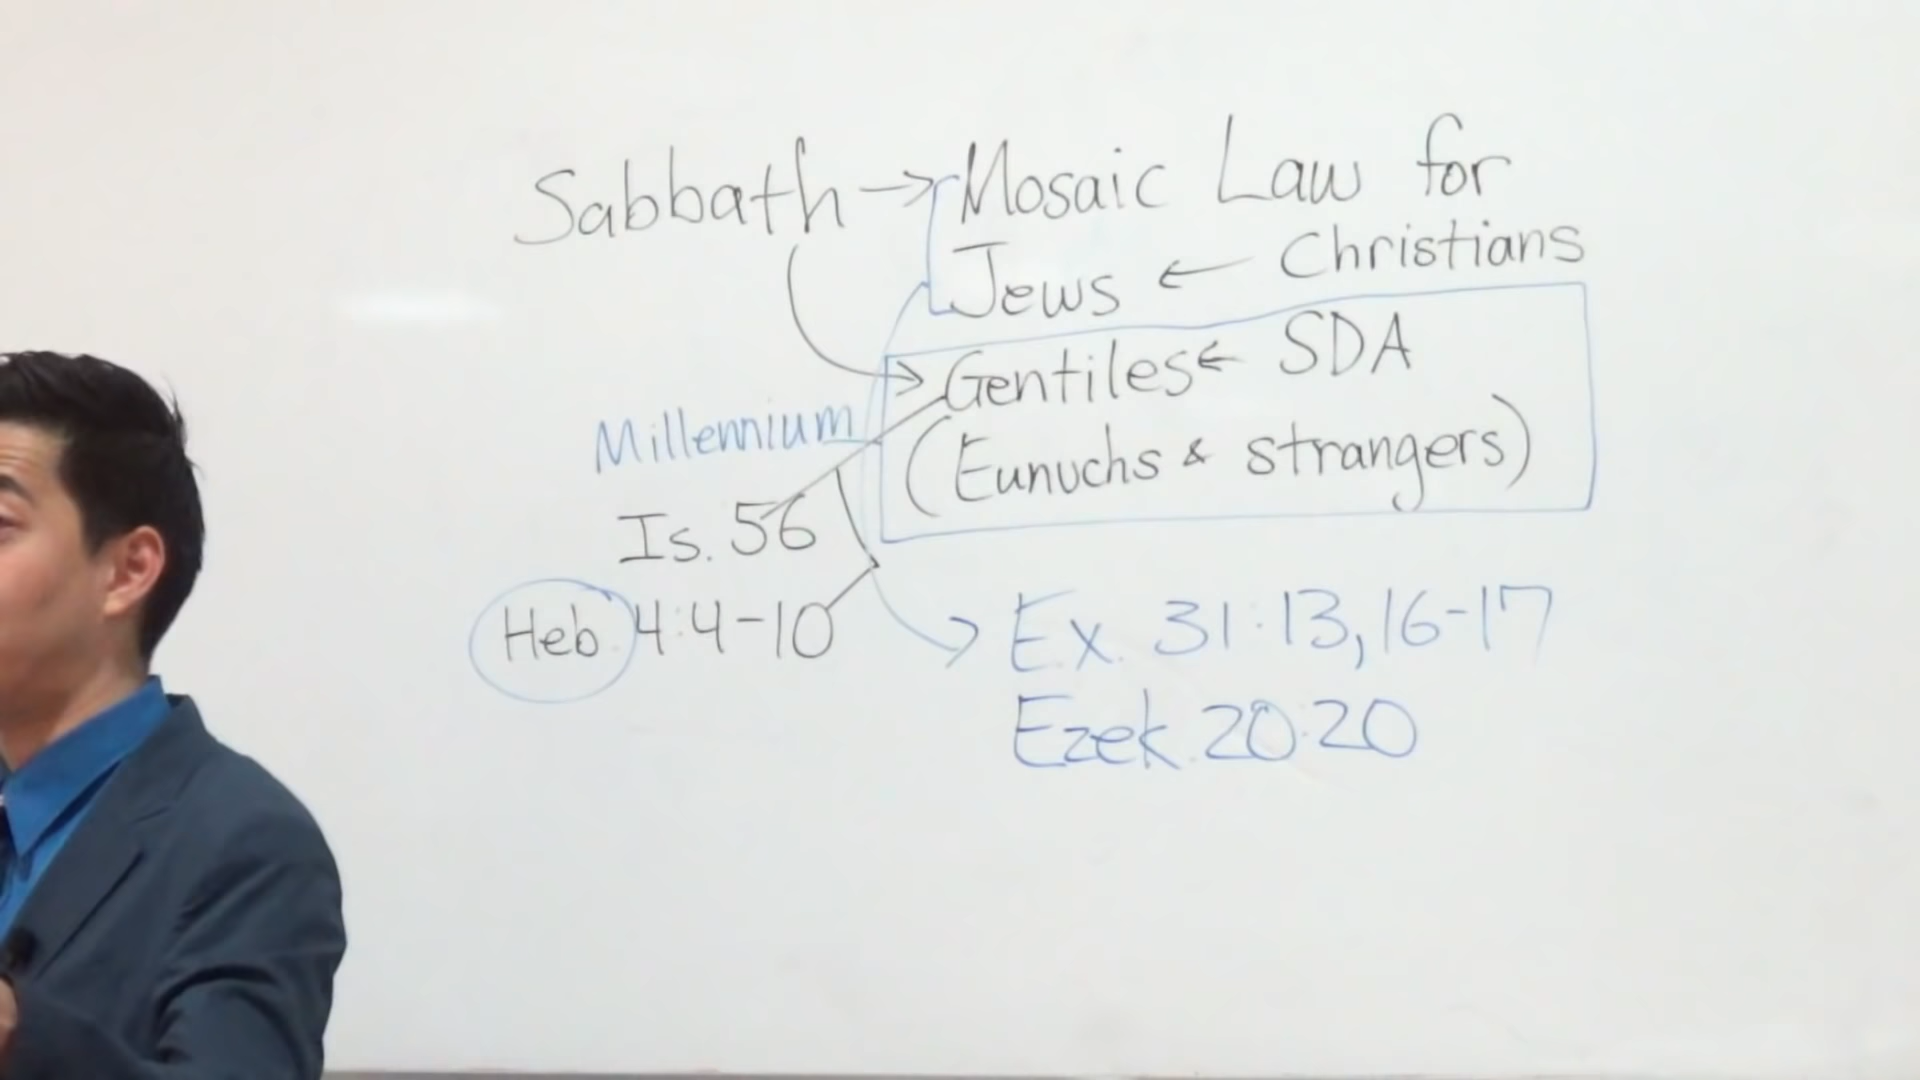 Sabbath → Mosaic Law for
Jews ← Christians
Gentiles ← SDA
(Eunuchs & strangers)
Millennium
Is. 56
Heb. 4:4-10
Ex. 31:13, 16-17
Ezek. 20:20